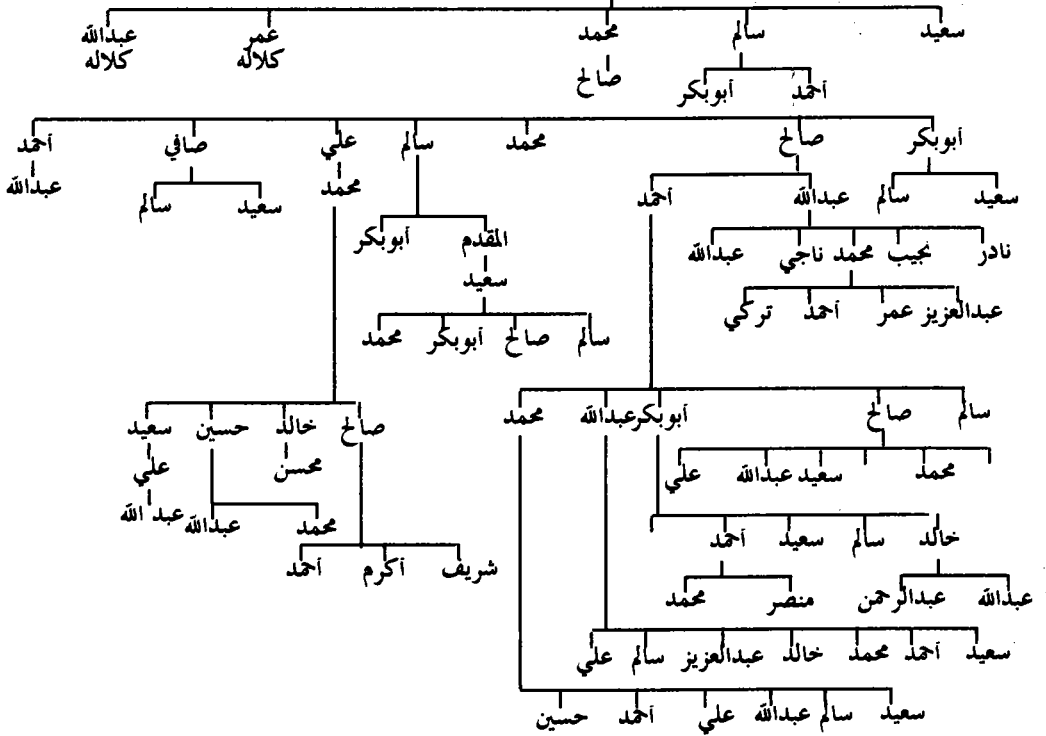 سعيد سالم محمد عمر عبدالله
كلاله كلاله
أحمد أبوبكر صالح
أبوبكر صالح محمد سالم علي صافي أحمد
سعيد سالم عبدالله أحمد محمد سعيد سالم عبدالله
المقدم أبوبكر
نادر نجيب محمد ناجي عبدالله
سعيد
عبدالعزيز عمر أحمد تركي
سالم صالح أبوبكر محمد
سالم صالح أبوبكر عبدالله محمد
صالح خالد حسين سعيد
محمد سعيد عبدالله علي
محسن علي
محمد عبدالله عبد الله
خالد سالم سعيد أحمد
شريف أكرم أحمد
عبدالله عبدالرحمن منصر محمد
سعيد أحمد محمد خالد عبدالعزيز سالم علي
سعيد سالم عبدالله علي أحمد حسين